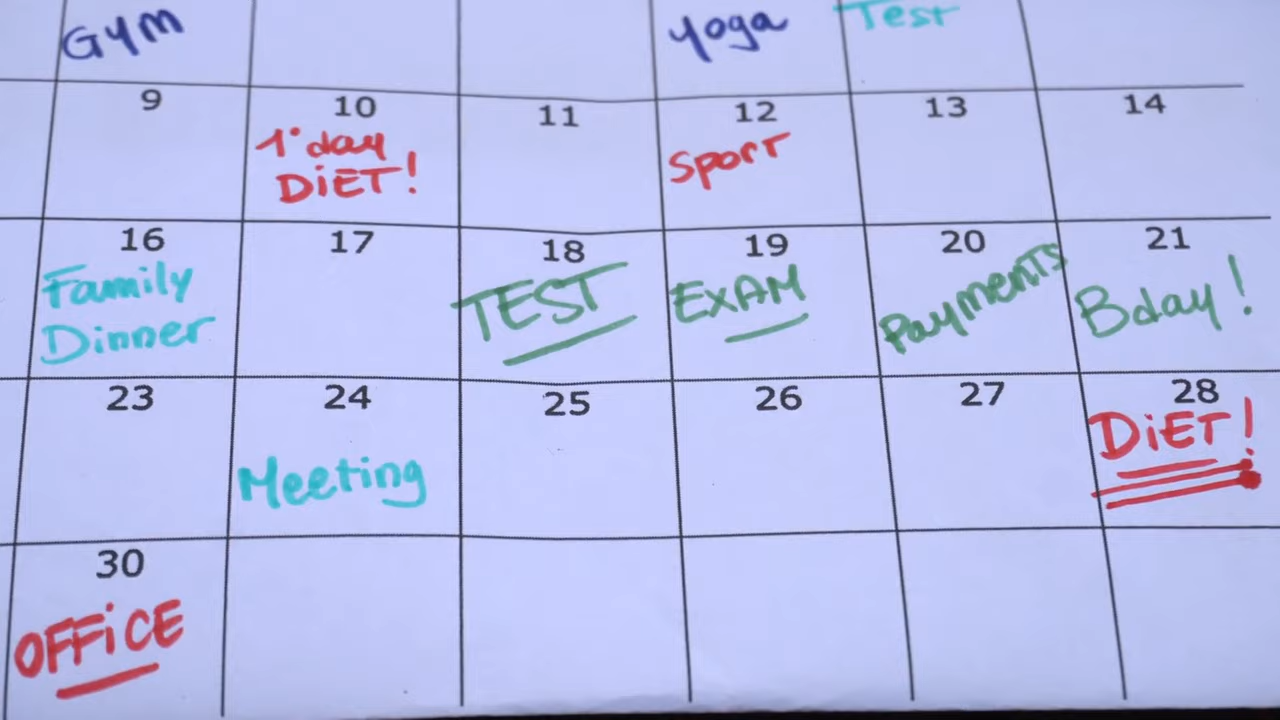 GYM
Yoga
Test
9
10
11
12
13
14
1° day
DiET!
Sport
16
17
18
19
20
21
Family
Dinner
TEST
EXAM
Payments
Bday!
23
24
25
26
27
28
Meeting
DiET!
30
OFFiCE